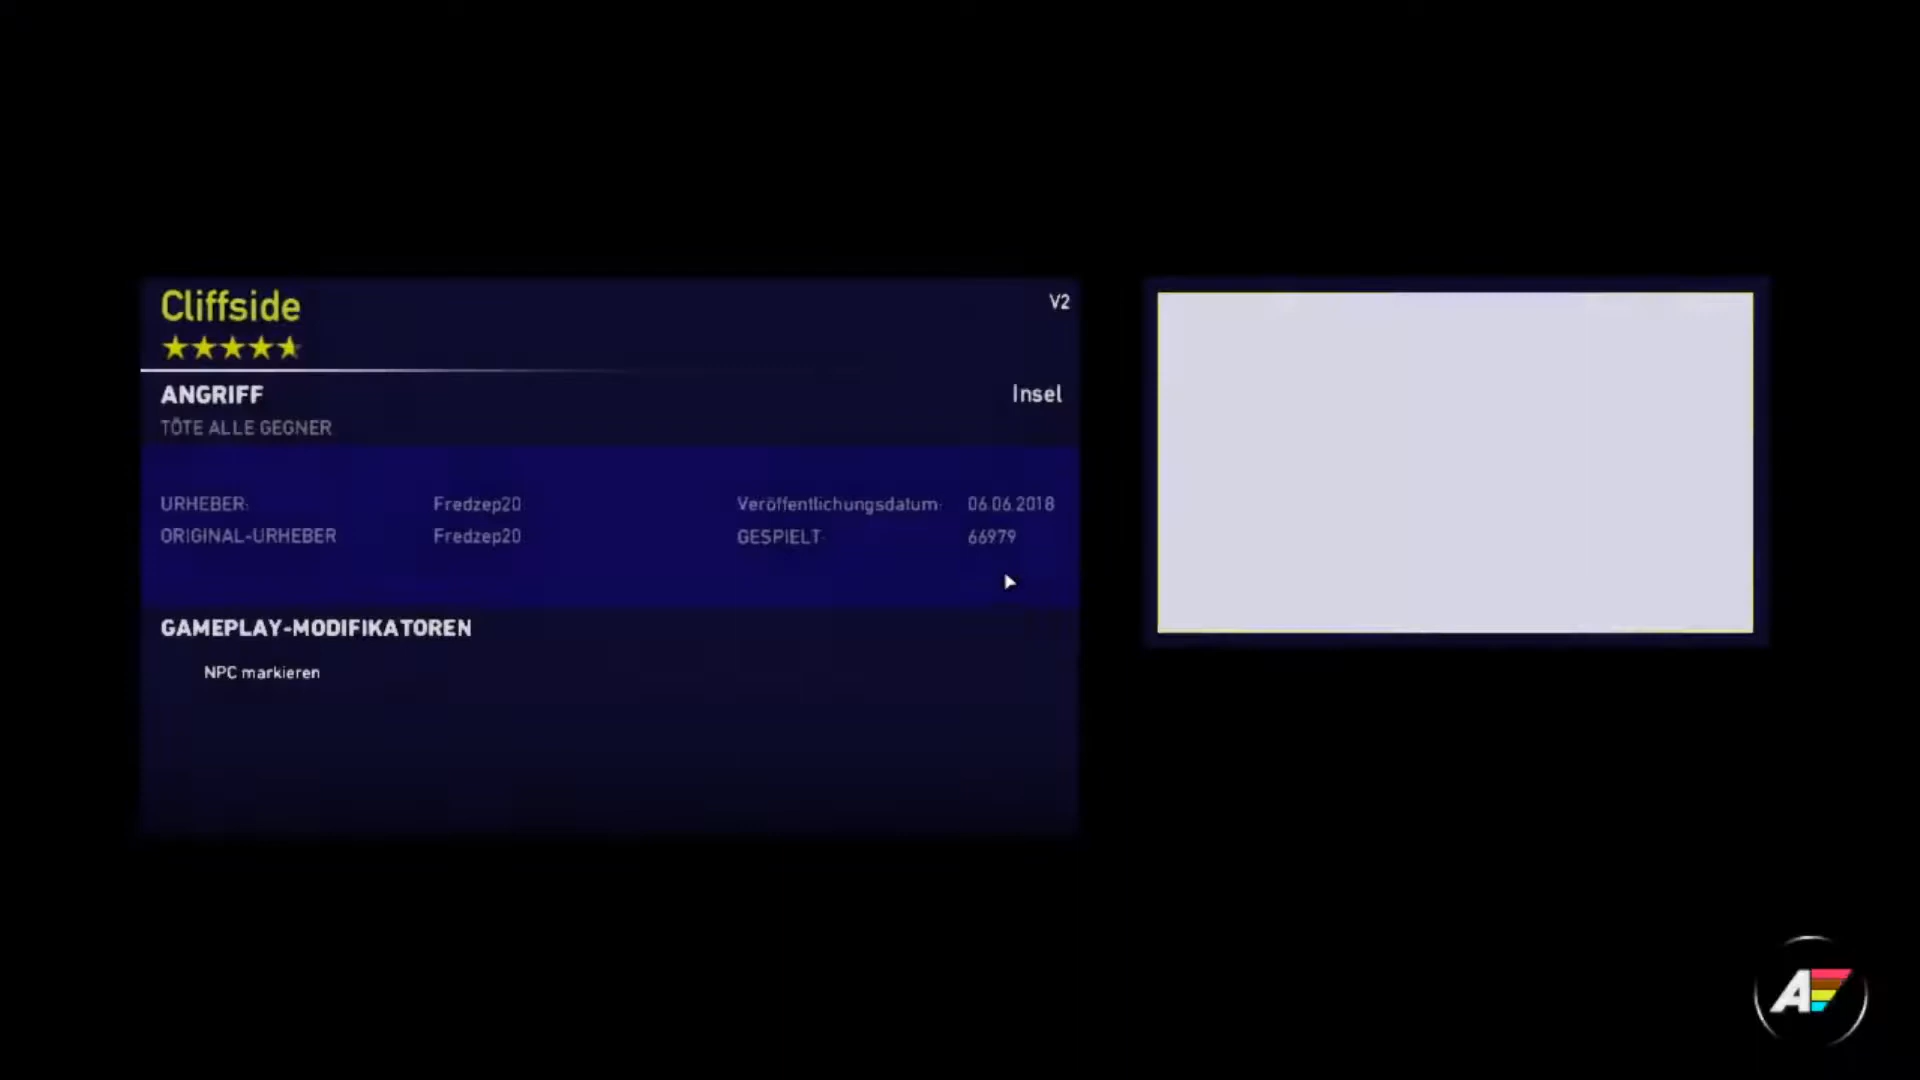 Cliffside
V2
ANGRIFF
Insel
TÖTE ALLE GEGNER
URHEBER: Fredzep20 Veröffentlichungsdatum: 06.06.2018
ORIGINAL-URHEBER Fredzep20 GESPIELT 66979
GAMEPLAY-MODIFIKATOREN
NPC markieren